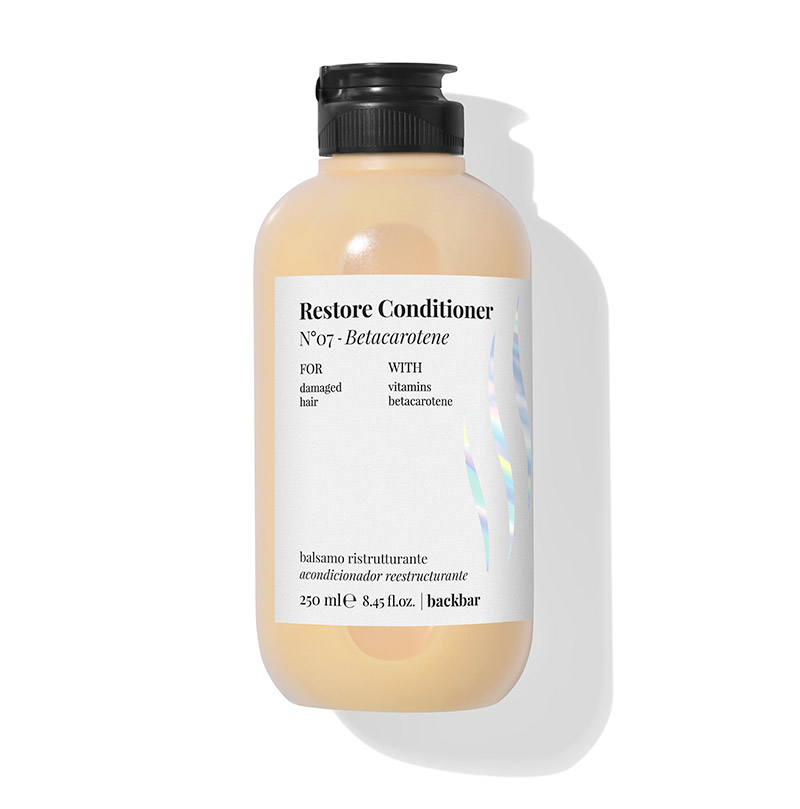 Restore Conditioner
N°07 - Betacarotene
FOR WITH
damaged vitamins
hair betacarotene
balsamo ristrutturante
acondicionador reestructurante
250 ml℮ 8.45 fl.oz. | backbar